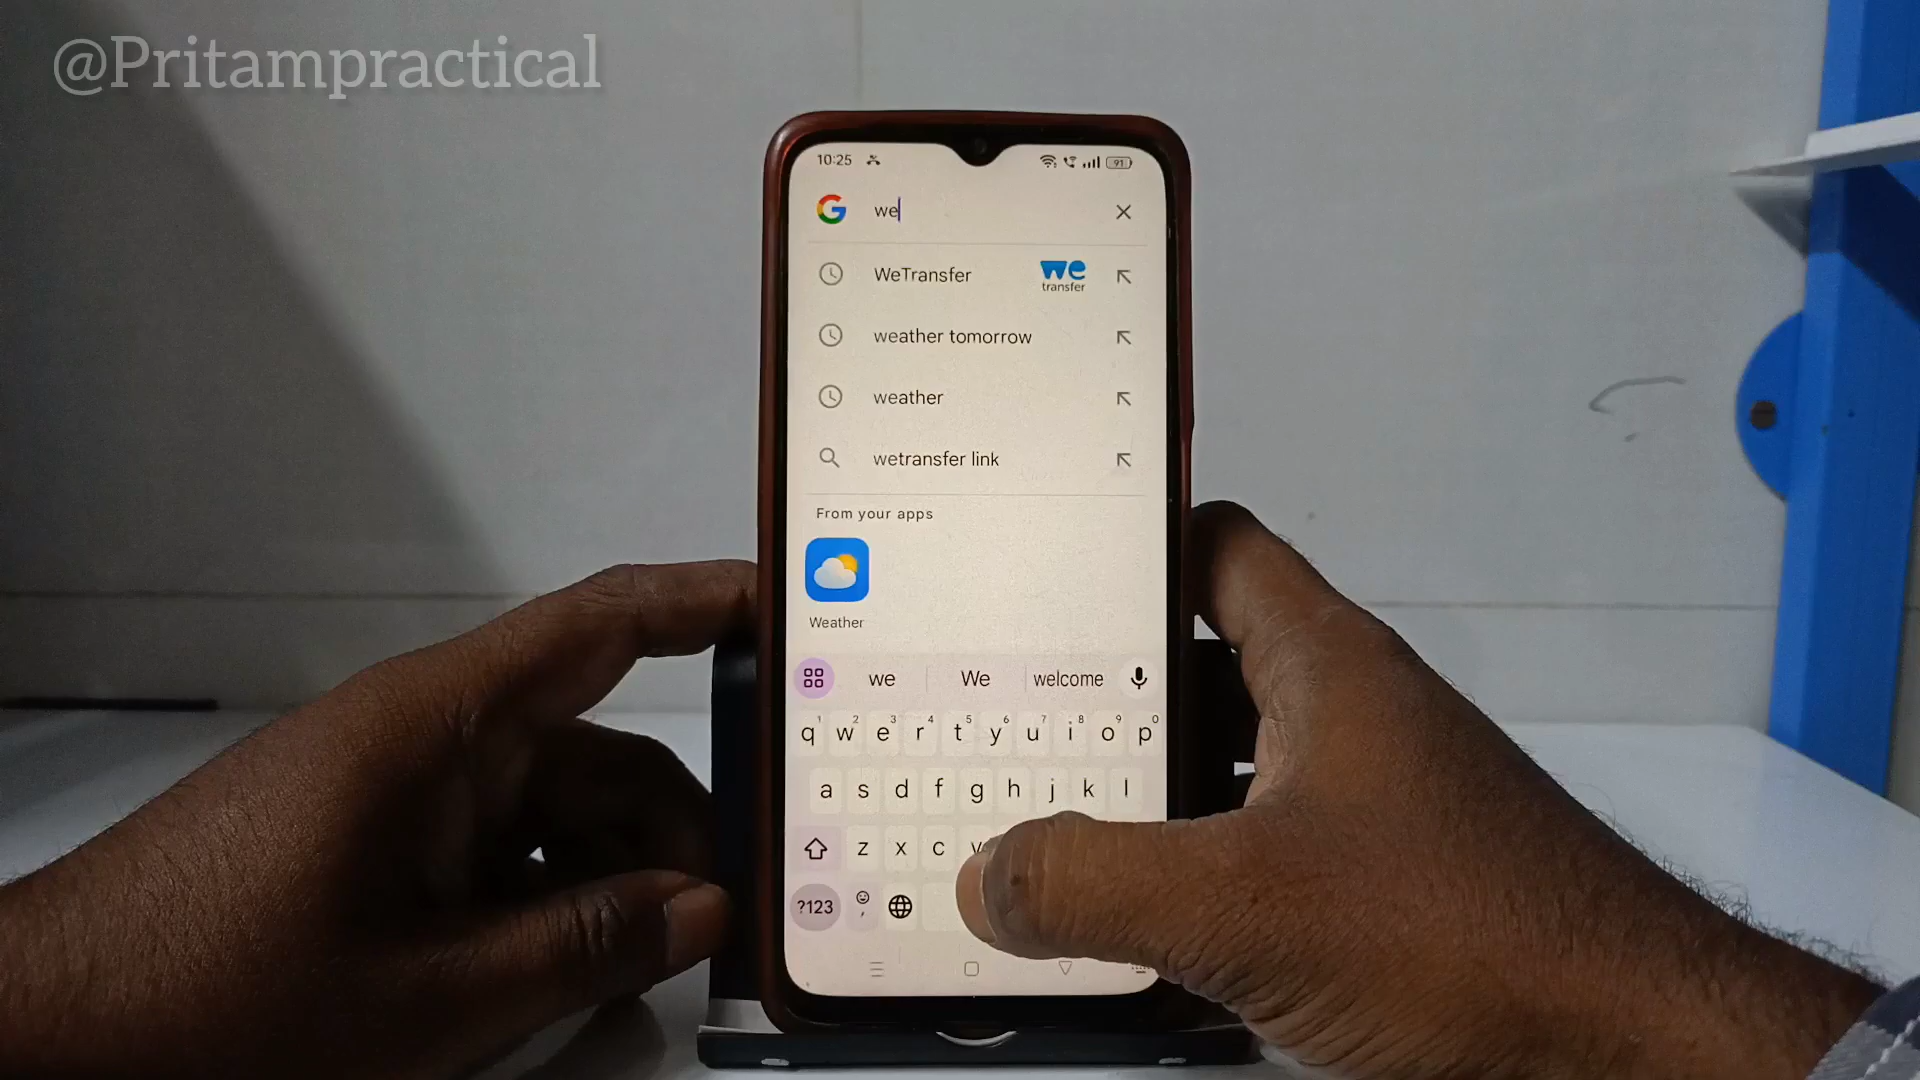 @Pritampractical
10:25 91
we
WeTransfer we transfer
weather tomorrow
weather
wetransfer link
From your apps
Weather
we We welcome
1 2 3 4 5 6 7 8 9 0
q w e r t y u i o p
a s d f g h j k l
z x c v
?123 ,